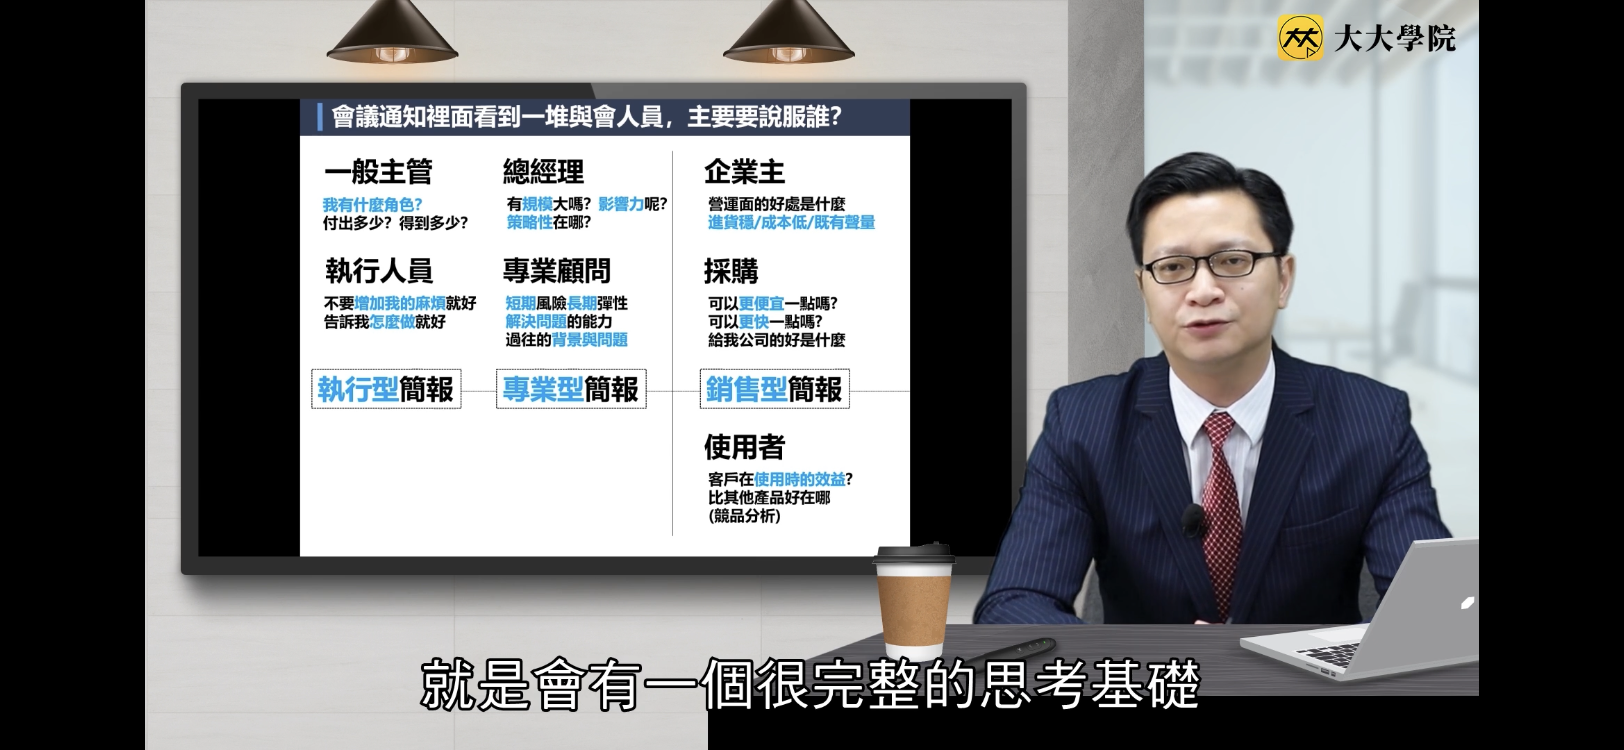 大大學院
會議通知裡面看到一堆與會人員，主要要說服誰？
一般主管
我有什麼角色？
付出多少？得到多少？
執行人員
不要增加我的麻煩就好
告訴我怎麼做就好
執行型簡報
總經理
有規模大嗎？影響力呢？
策略性在哪？
專業顧問
短期風險長期彈性
解決問題的能力
過往的背景與問題
專業型簡報
企業主
營運面的好處是什麼
進貨穩/成本低/既有聲量
採購
可以更便宜一點嗎？
可以更快一點嗎？
給我公司的好是什麼
銷售型簡報
使用者
客戶在使用時的效益？
比其他產品好在哪
(競品分析)
就是會有一個很完整的思考基礎